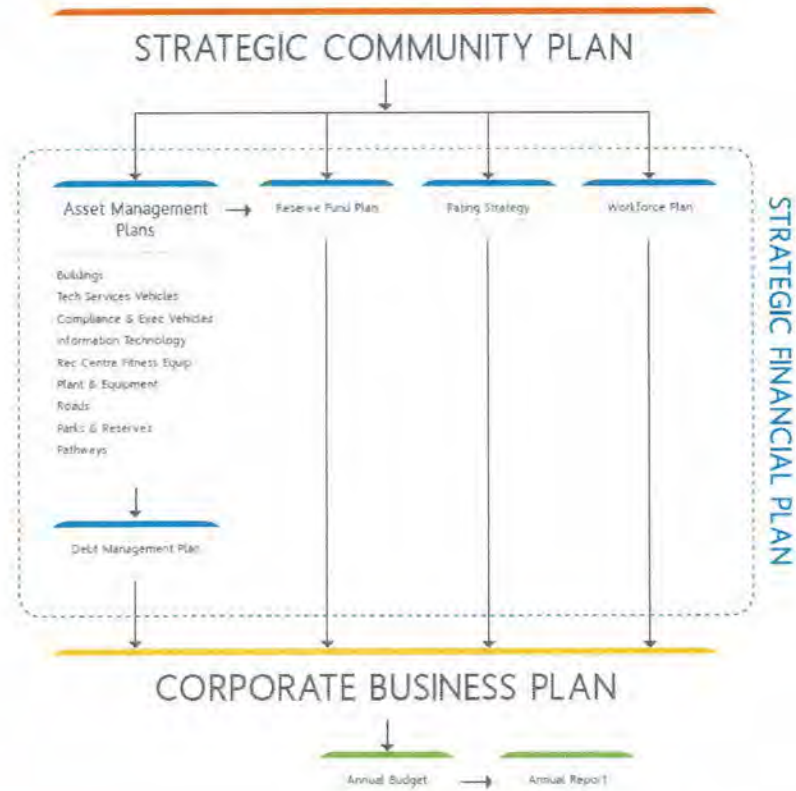 STRATEGIC COMMUNITY PLAN
Asset Management
Plans
Reserve Fund Plan
Rating Strategy
Workforce Plan
Buildings
Tech Services Vehicles
Compliance & Exec Vehicles
Information Technology
Rec Centre Fitness Equip
Plant & Equipment
Roads
Parks & Reserves
Pathways
Debt Management Plan
STRATEGIC FINANCIAL PLAN
CORPORATE BUSINESS PLAN
Annual Budget
Annual Report